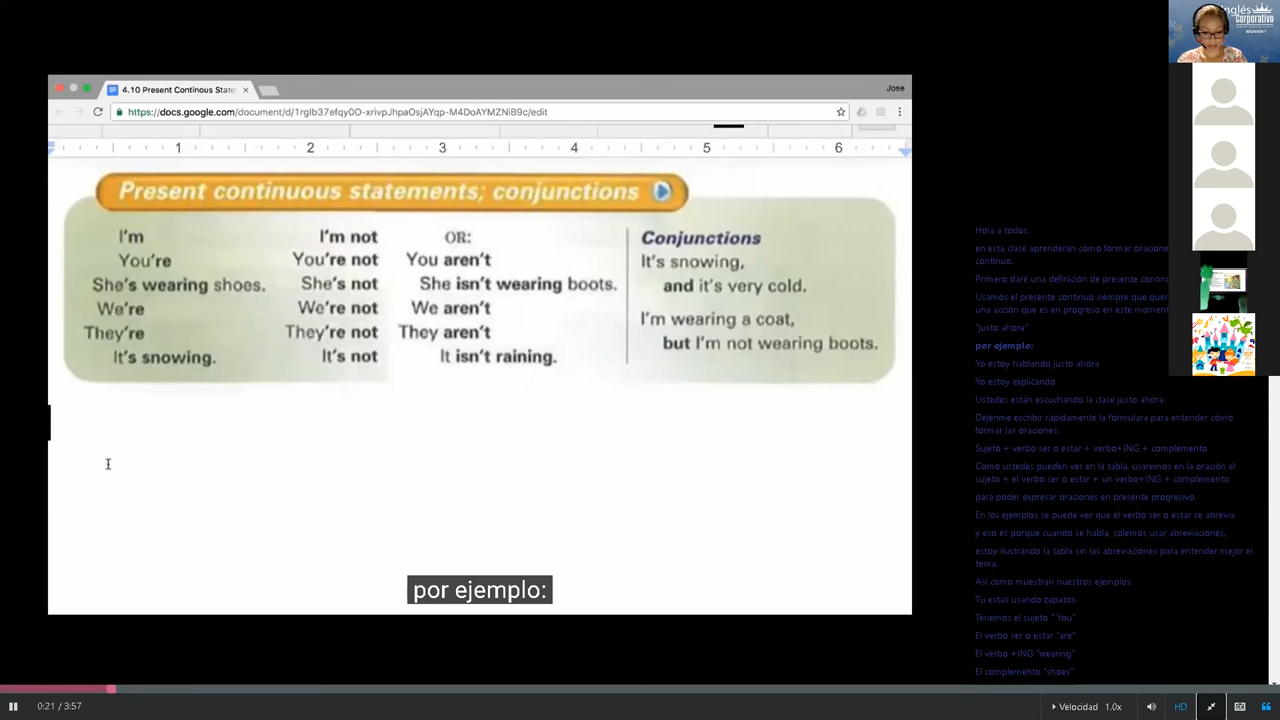 Inglés
Corporativo
BEGINNER 1
4.10 Present Continous State
Jose
https://docs.google.com/document/d/1rglb37efqy0O-xrivpJhpaOsjAYqp-M4DoAYMZNiB9c/edit
1 2 3 4 5 6
Present continuous statements; conjunctions
I'm I'm not OR: Conjunctions
You're You're not You aren't It's snowing,
She's wearing shoes. She's not She isn't wearing boots. and it's very cold.
We're We're not We aren't I'm wearing a coat,
They're They're not They aren't but I'm not wearing boots.
It's snowing. It's not It isn't raining.
por ejemplo:
Hola a todos,
en esta clase aprenderán cómo formar oracione
continuo.
Primero daré una definición de presente contin
Usamos el presente continuo siempre que que
una acción que es en progreso en este momen
"justo ahora"
por ejemplo:
Yo estoy hablando justo ahora
Yo estoy explicando
Ustedes están escuchando la clase justo ahora.
Déjenme escribir rápidamente la formulara para entender cómo
formar las oraciones.
Sujeto + verbo ser o estar + verbo+ING + complemento
Como ustedes pueden ver en la tabla, usaremos en la oración el
sujeto + el verbo ser o estar + un verbo+ING + complemento
para poder expresar oraciones en presente progresivo.
En los ejemplos se puede ver que el verbo ser o estar se abrevia
y eso es porque cuando se habla, solemos usar abreviaciones,
estoy ilustrando la tabla sin las abreviaciones para entender mejor el
tema.
Así como muestran nuestros ejemplos:
Tu estas usando zapatos.
Tenemos el sujeto " You"
El verbo ser o estar "are"
El verbo +ING "wearing"
El complemento "shoes"
0:21 / 3:57
Velocidad 1.0x
HD